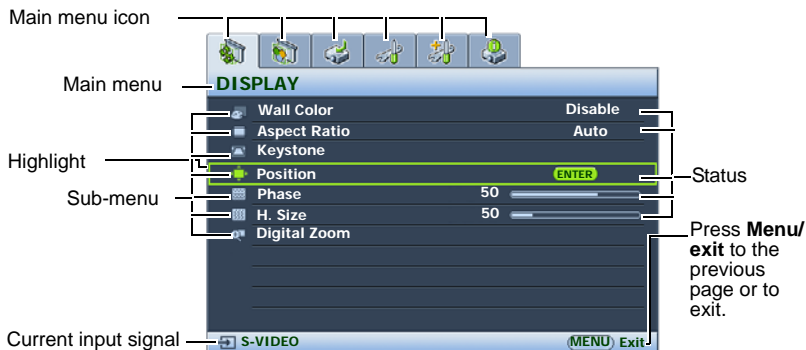 Main menu icon
Main menu
DISPLAY
Wall Color Disable
Aspect Ratio Auto
Keystone
Highlight
Position ENTER
Status
Sub-menu
Phase 50
H. Size 50
Digital Zoom
Press Menu/
exit to the
previous
page or to
exit.
Current input signal
S-VIDEO MENU Exit